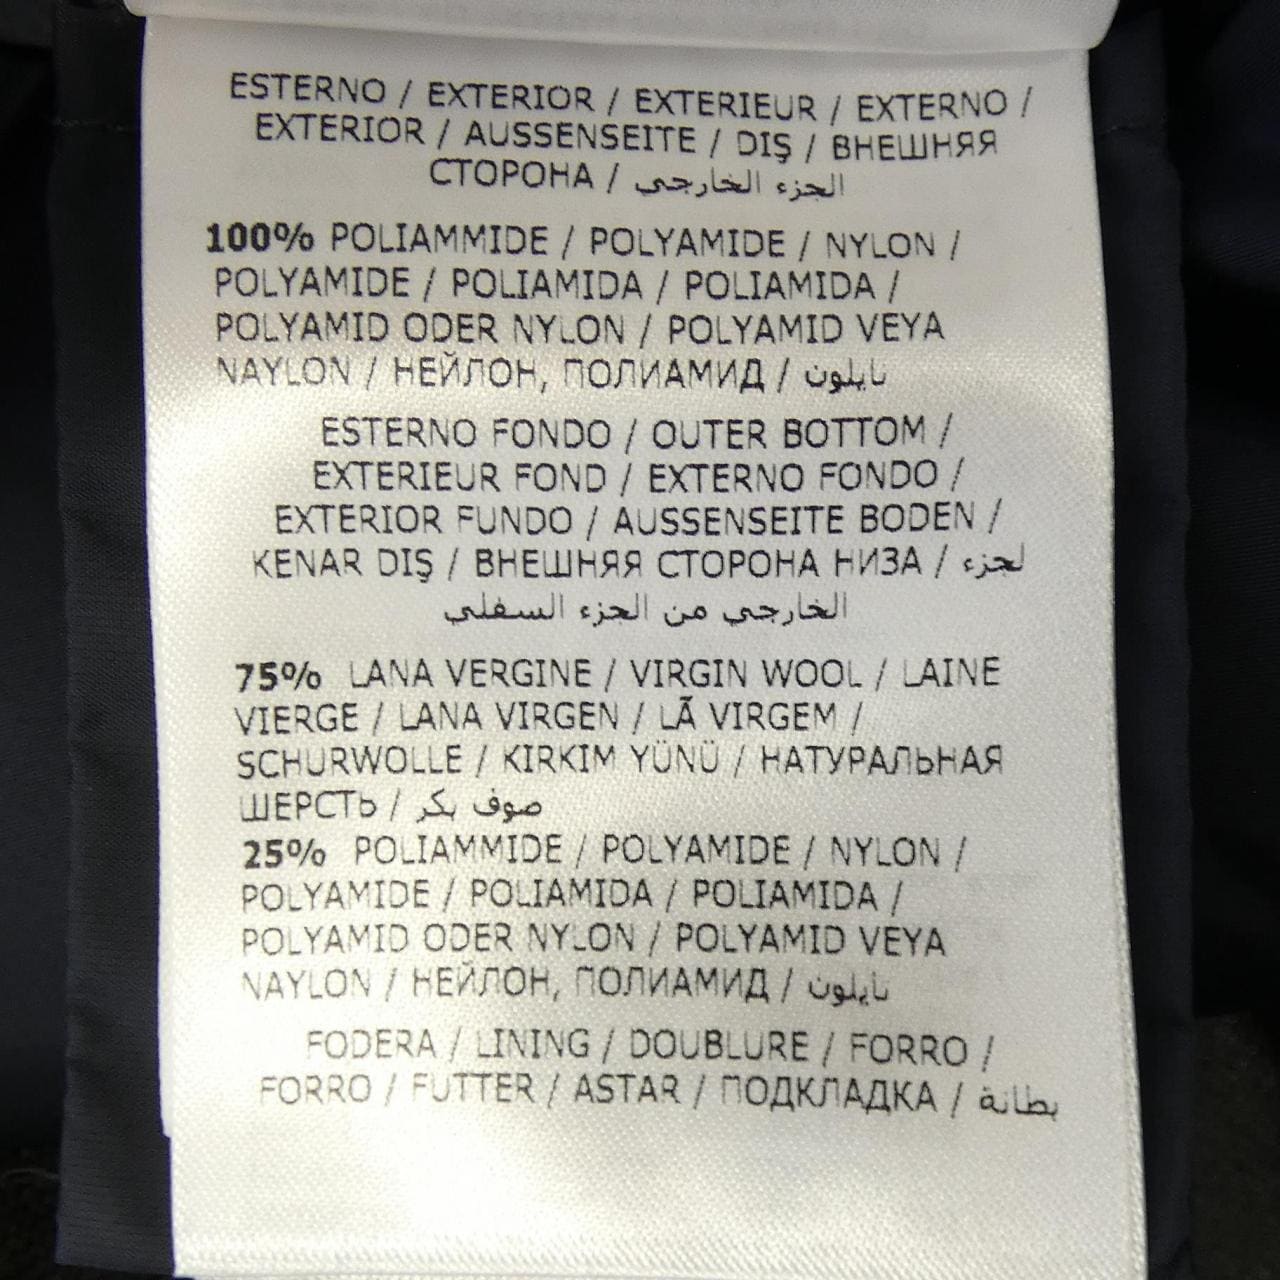 ESTERNO / EXTERIOR / EXTERIEUR / EXTERNO /
EXTERIOR / AUSSENSEITE / DIŞ / ВНЕШНЯЯ
СТОРОНА / الجزء الخارجي
100% POLIAMMIDE / POLYAMIDE / NYLON /
POLYAMIDE / POLIAMIDA / POLIAMIDA /
POLYAMID ODER NYLON / POLYAMID VEYA
NAYLON / НЕЙЛОН, ПОЛИАМИД / نايلون
ESTERNO FONDO / OUTER BOTTOM /
EXTERIEUR FOND / EXTERNO FONDO /
EXTERIOR FUNDO / AUSSENSEITE BODEN /
KENAR DIŞ / ВНЕШНЯЯ СТОРОНА НИЗА / لجزء
الخارجي من الجزء السفلي
75% LANA VERGINE / VIRGIN WOOL / LAINE
VIERGE / LANA VIRGEN / LÃ VIRGEM /
SCHURWOLLE / KIRKIM YÜNÜ / НАТУРАЛЬНАЯ
ШЕРСТЬ / صوف بكر
25% POLIAMMIDE / POLYAMIDE / NYLON /
POLYAMIDE / POLIAMIDA / POLIAMIDA /
POLYAMID ODER NYLON / POLYAMID VEYA
NAYLON / НЕЙЛОН, ПОЛИАМИД / نايلون
FODERA / LINING / DOUBLURE / FORRO /
FORRO / FUTTER / ASTAR / ПОДКЛАДКА / بطانة